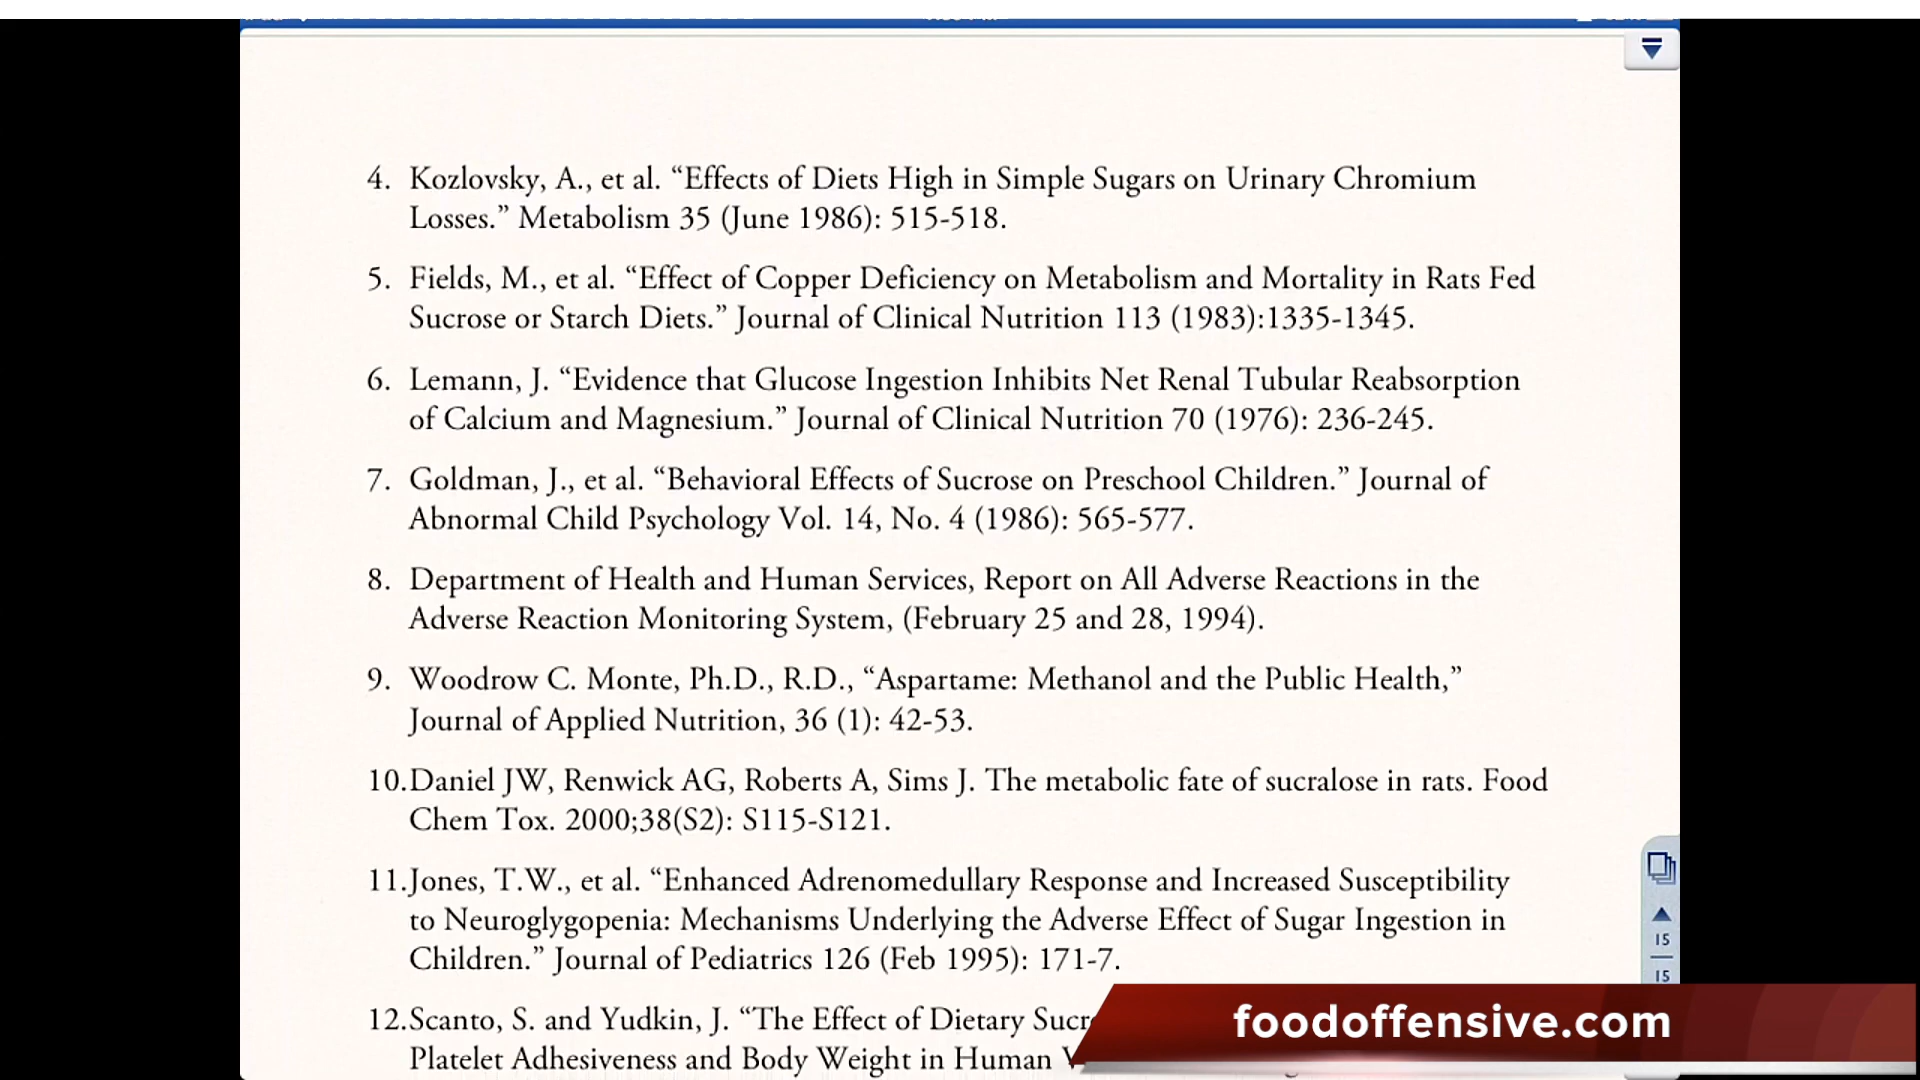 4. Kozlovsky, A., et al. “Effects of Diets High in Simple Sugars on Urinary Chromium
Losses.” Metabolism 35 (June 1986): 515-518.
5. Fields, M., et al. “Effect of Copper Deficiency on Metabolism and Mortality in Rats Fed
Sucrose or Starch Diets.” Journal of Clinical Nutrition 113 (1983):1335-1345.
6. Lemann, J. “Evidence that Glucose Ingestion Inhibits Net Renal Tubular Reabsorption
of Calcium and Magnesium.” Journal of Clinical Nutrition 70 (1976): 236-245.
7. Goldman, J., et al. “Behavioral Effects of Sucrose on Preschool Children.” Journal of
Abnormal Child Psychology Vol. 14, No. 4 (1986): 565-577.
8. Department of Health and Human Services, Report on All Adverse Reactions in the
Adverse Reaction Monitoring System, (February 25 and 28, 1994).
9. Woodrow C. Monte, Ph.D., R.D., “Aspartame: Methanol and the Public Health,”
Journal of Applied Nutrition, 36 (1): 42-53.
10.Daniel JW, Renwick AG, Roberts A, Sims J. The metabolic fate of sucralose in rats. Food
Chem Tox. 2000;38(S2): S115-S121.
11.Jones, T.W., et al. “Enhanced Adrenomedullary Response and Increased Susceptibility
to Neuroglygopenia: Mechanisms Underlying the Adverse Effect of Sugar Ingestion in
Children.” Journal of Pediatrics 126 (Feb 1995): 171-7.
12.Scanto, S. and Yudkin, J. “The Effect of Dietary
Platelet Adhesiveness and Body Weight in Human
15
15
foodoffensive.com